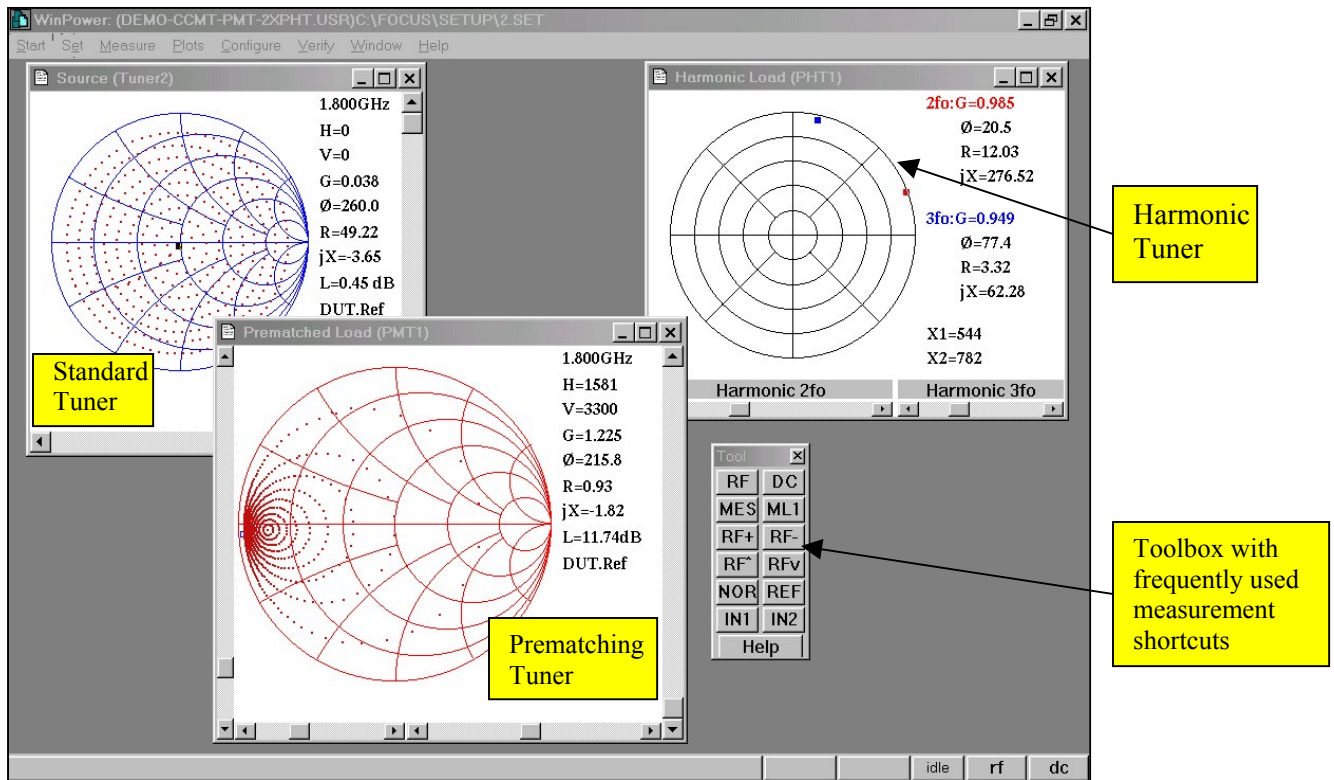 WinPower: (DEMO-CCMT-PMT-2XPHT.USR)C:\FOCUS\SETUP\2.SET
Start Set Measure Plots Configure Verify Window Help
Source (Tuner2)
1.800GHz
H=0
V=0
G=0.038
Ø=260.0
R=49.22
jX=-3.65
L=0.45 dB
DUT.Ref
Standard
Tuner
Harmonic Load (PHT1)
2fo:G=0.985
Ø=20.5
R=12.03
jX=276.52
3fo:G=0.949
Ø=77.4
R=3.32
jX=62.28
X1=544
X2=782
Harmonic 2fo
Harmonic 3fo
Harmonic
Tuner
Prematched Load (PMT1)
1.800GHz
H=1581
V=3300
G=1.225
Ø=215.8
R=0.93
jX=-1.82
L=11.74dB
DUT.Ref
Prematching
Tuner
Tool
RF DC
MES ML1
RF+ RF-
RF^ RFv
NOR REF
IN1 IN2
Help
Toolbox with
frequently used
measurement
shortcuts
idle rf dc